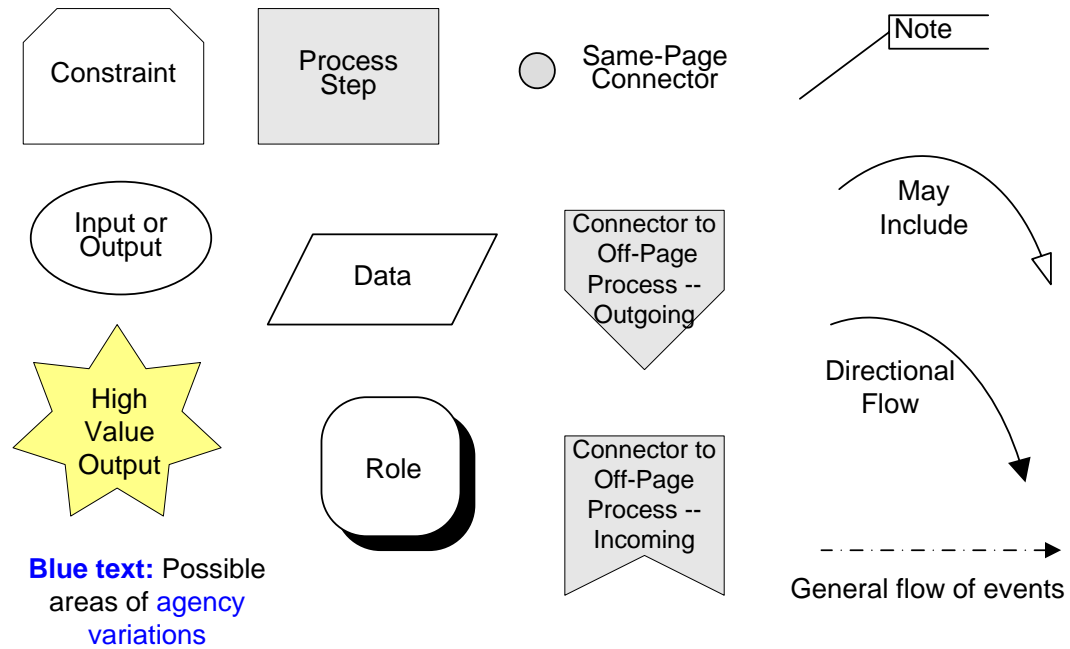 Constraint
Process
Step
Same-Page
Connector
Note
Input or
Output
Data
Connector to
Off-Page
Process --
Outgoing
May
Include
High
Value
Output
Role
Connector to
Off-Page
Process --
Incoming
Directional
Flow
Blue text: Possible
areas of agency
variations
General flow of events